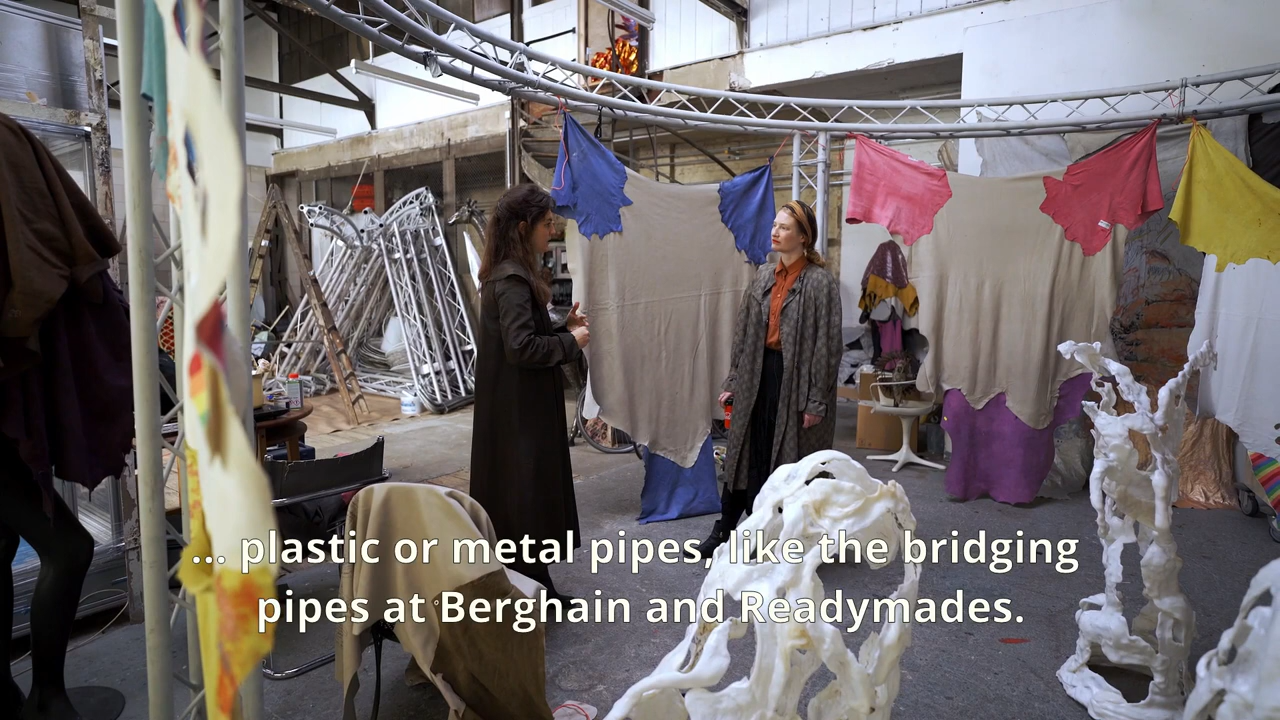 ... plastic or metal pipes, like the bridging
pipes at Berghain and Readymades.